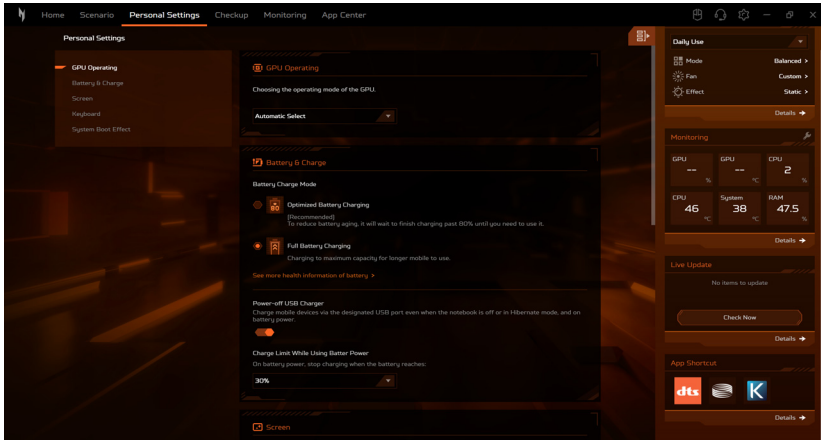 Home Scenario Personal Settings Checkup Monitoring App Center
Personal Settings
GPU Operating
Battery & Charge
Screen
Keyboard
System Boot Effect
GPU Operating
Choosing the operating mode of the GPU.
Automatic Select
Battery & Charge
Battery Charge Mode
80
Optimized Battery Charging
[Recommended]
To reduce battery aging, it will wait to finish charging past 80% until you need to use it.
Full Battery Charging
Charging to maximum capacity for longer mobile to use.
See more health information of battery >
Power-off USB Charger
Charge mobile devices via the designated USB port even when the notebook is off or in Hibernate mode, and on
battery power.
Charge Limit While Using Batter Power
On battery power, stop charging when the battery reaches:
30%
Screen
Daily Use
Mode Balanced >
Fan Custom >
Effect Static >
Details →
Monitoring
GPU GPU CPU
-- -- 2
% °C %
CPU System RAM
46 38 47.5
°C °C %
Details →
Live Update
No items to update
Check Now
Details →
App Shortcut
dts K
Details →